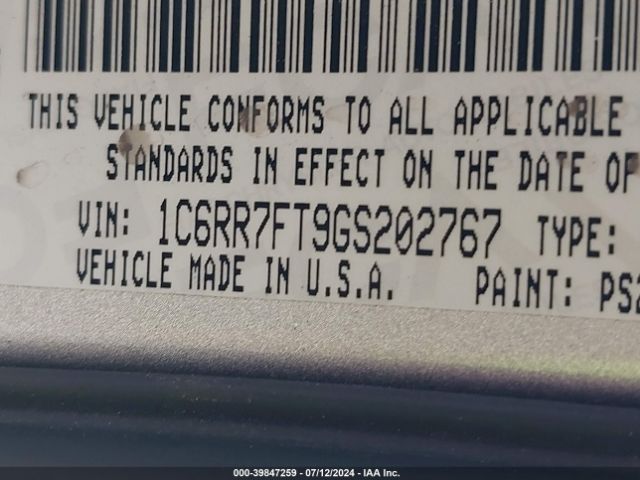 THIS VEHICLE CONFORMS TO ALL APPLICABLE
STANDARDS IN EFFECT ON THE DATE OF
VIN: 1C6RR7FT9GS202767 TYPE:
VEHICLE MADE IN U.S.A. PAINT: PS2
000-39847259 - 07/12/2024 - IAA Inc.